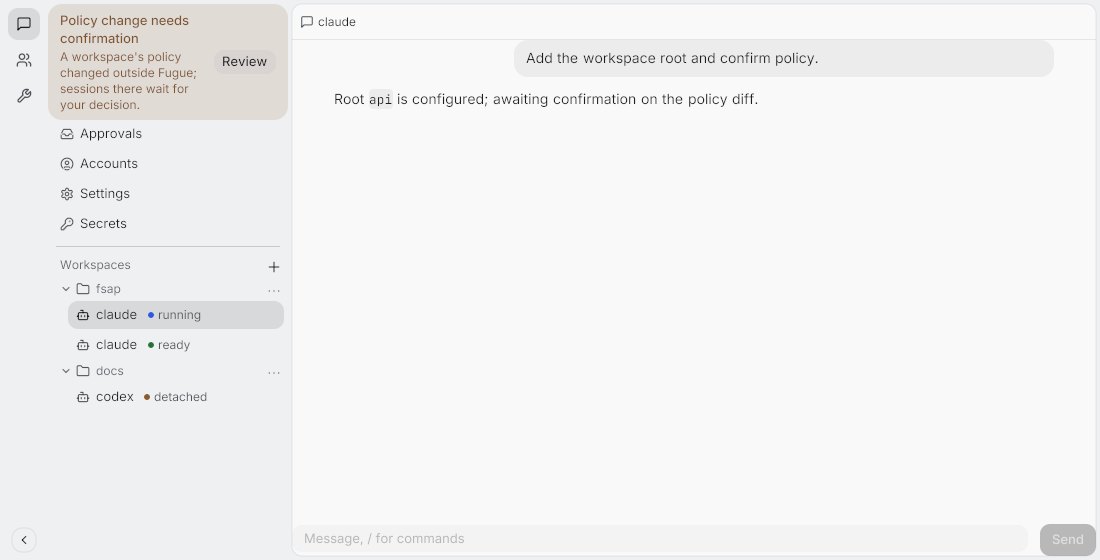 Policy change needs
confirmation
A workspace's policy
changed outside Fugue;
sessions there wait for
your decision.
Review
Approvals
Accounts
Settings
Secrets
Workspaces
fsap
...
claude running
claude ready
docs
...
codex detached
claude
Add the workspace root and confirm policy.
Root api is configured; awaiting confirmation on the policy diff.
Message, / for commands
Send